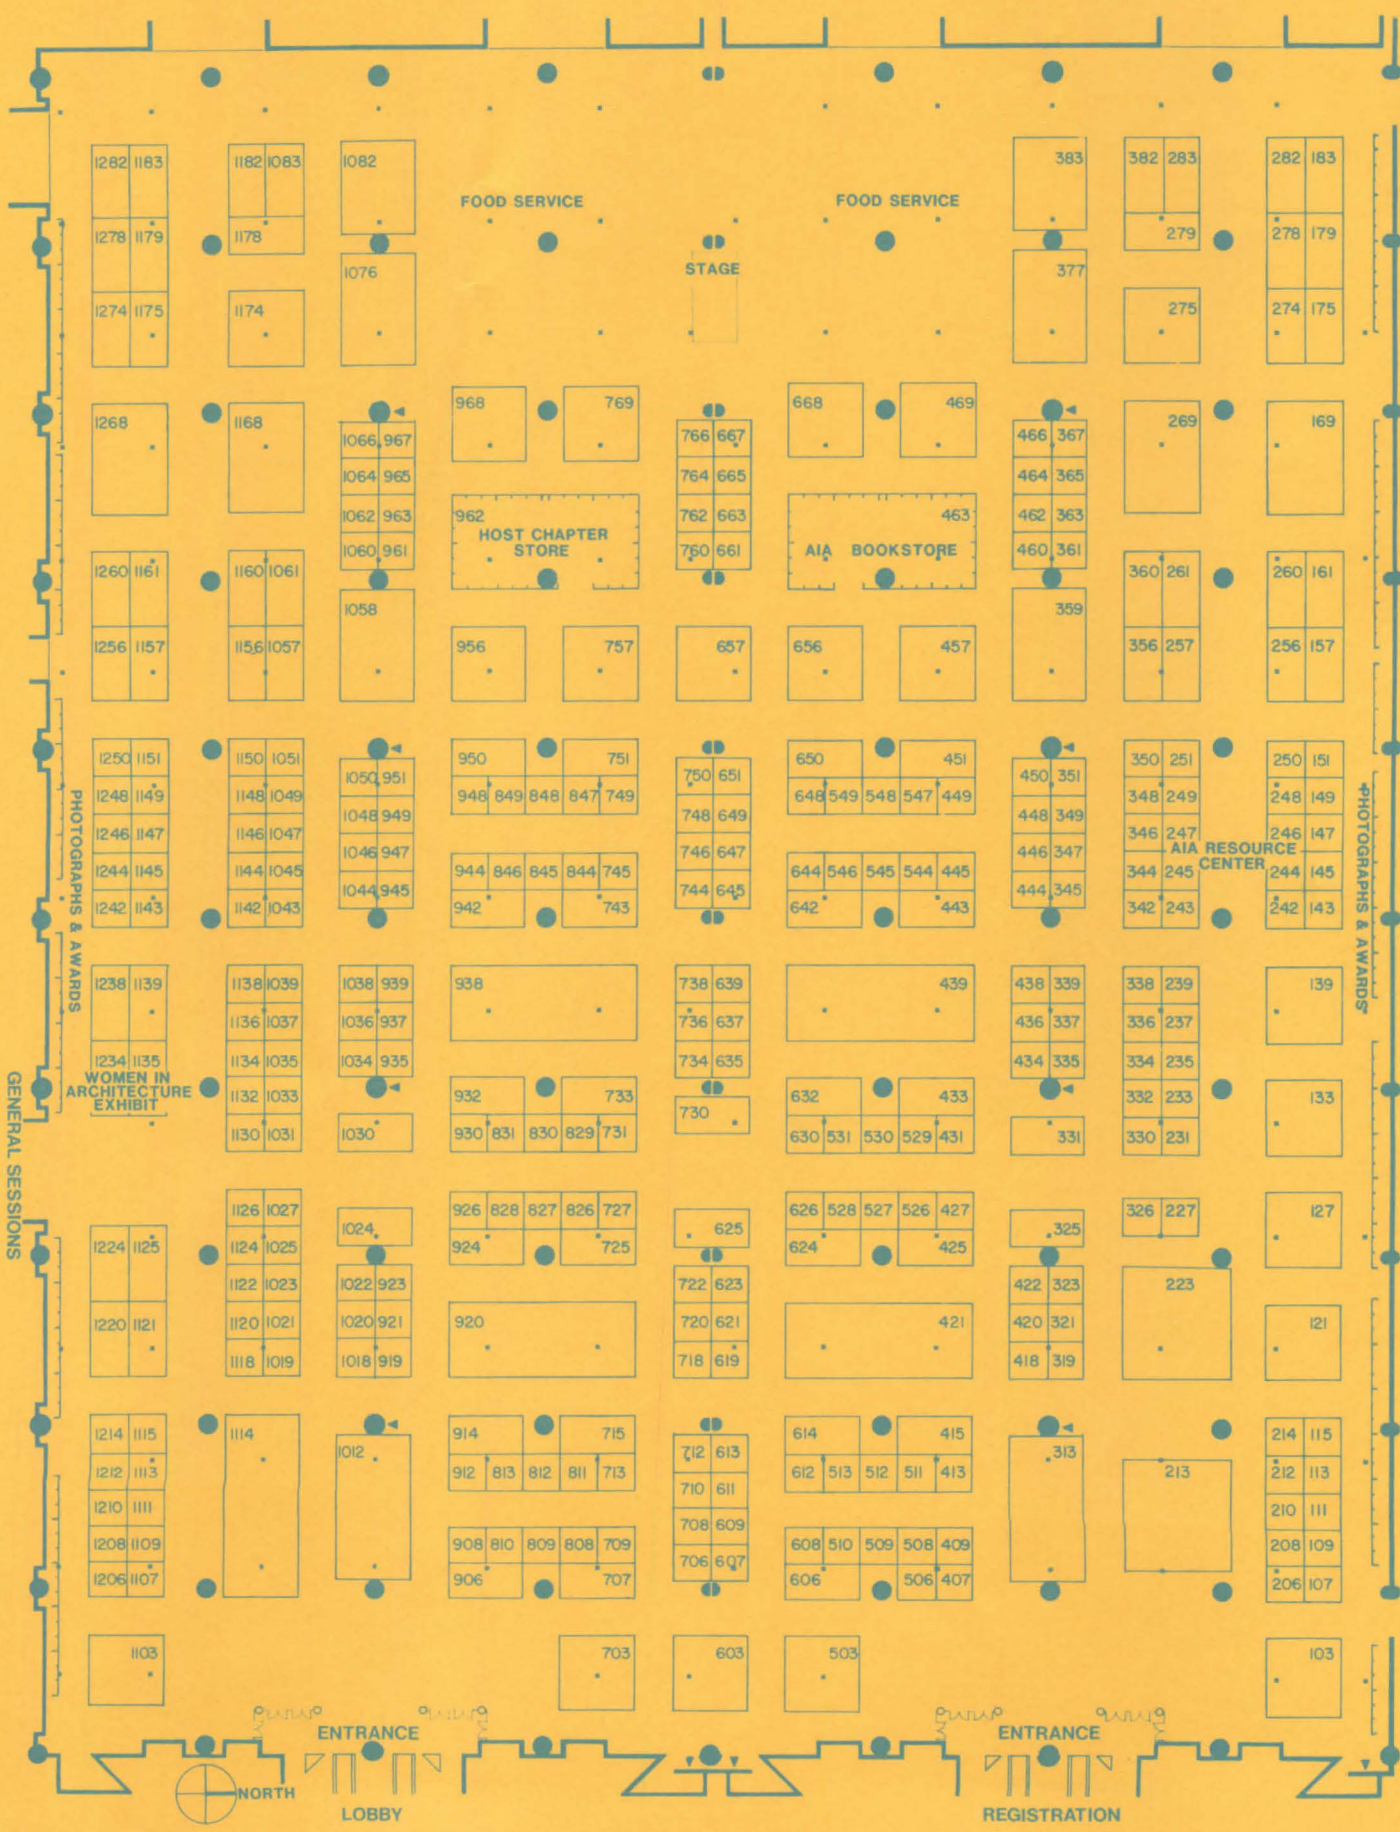 1282 1183 1182 1083 1082 383 382 283 282 183
FOOD SERVICE FOOD SERVICE
1278 1179 1178 279 278 179
STAGE
1076 377
1274 1175 1174 275 274 175
968 769 668 469
1268 1168 269 169
1066 967 766 667 466 367
1064 965 764 665 464 365
1062 963 962 762 663 463 462 363
HOST CHAPTER
STORE
AIA BOOKSTORE
1060 961 760 661 460 361
1260 1161 1160 1061 360 261 260 161
1058 359
1256 1157 1156 1057 956 757 657 656 457 356 257 256 157
1250 1151 1150 1051 950 751 650 451 350 251 250 151
1050 951 750 651 450 351
1248 1149 1148 1049 948 849 848 847 749 648 549 548 547 449 348 249 248 149
1048 949 748 649 448 349
1246 1147 1146 1047 346 247 246 147
1046 947 746 647 446 347
AIA RESOURCE
CENTER
1244 1145 1144 1045 944 846 845 844 745 644 546 545 544 445 344 245 244 145
1044 945 744 645 444 345
1242 1143 1142 1043 942 743 642 443 342 243 242 143
PHOTOGRAPHS & AWARDS
PHOTOGRAPHS & AWARDS
1238 1139 1138 1039 1038 939 938 738 639 439 438 339 338 239 139
1136 1037 1036 937 736 637 436 337 336 237
1234 1135 1134 1035 1034 935 734 635 434 335 334 235
WOMEN IN
ARCHITECTURE
EXHIBIT
1132 1033 932 733 632 433 332 233 133
730
1130 1031 1030 930 831 830 829 731 630 531 530 529 431 331 330 231
GENERAL SESSIONS
1126 1027 926 828 827 826 727 626 528 527 526 427 326 227 127
1024 625 325
1224 1125 1124 1025 924 725 624 425
1122 1023 1022 923 722 623 422 323 223
1220 1121 1120 1021 1020 921 920 720 621 421 420 321 121
1118 1019 1018 919 718 619 418 319
1214 1115 1114 914 715 614 415 214 115
1012 712 613 313
1212 1113 912 813 812 811 713 612 513 512 511 413 213 212 113
710 611
1210 1111 210 111
708 609
1208 1109 908 810 809 808 709 608 510 509 508 409 208 109
706 607
1206 1107 906 707 606 506 407 206 107
1103 703 603 503 103
ENTRANCE ENTRANCE
NORTH
LOBBY REGISTRATION